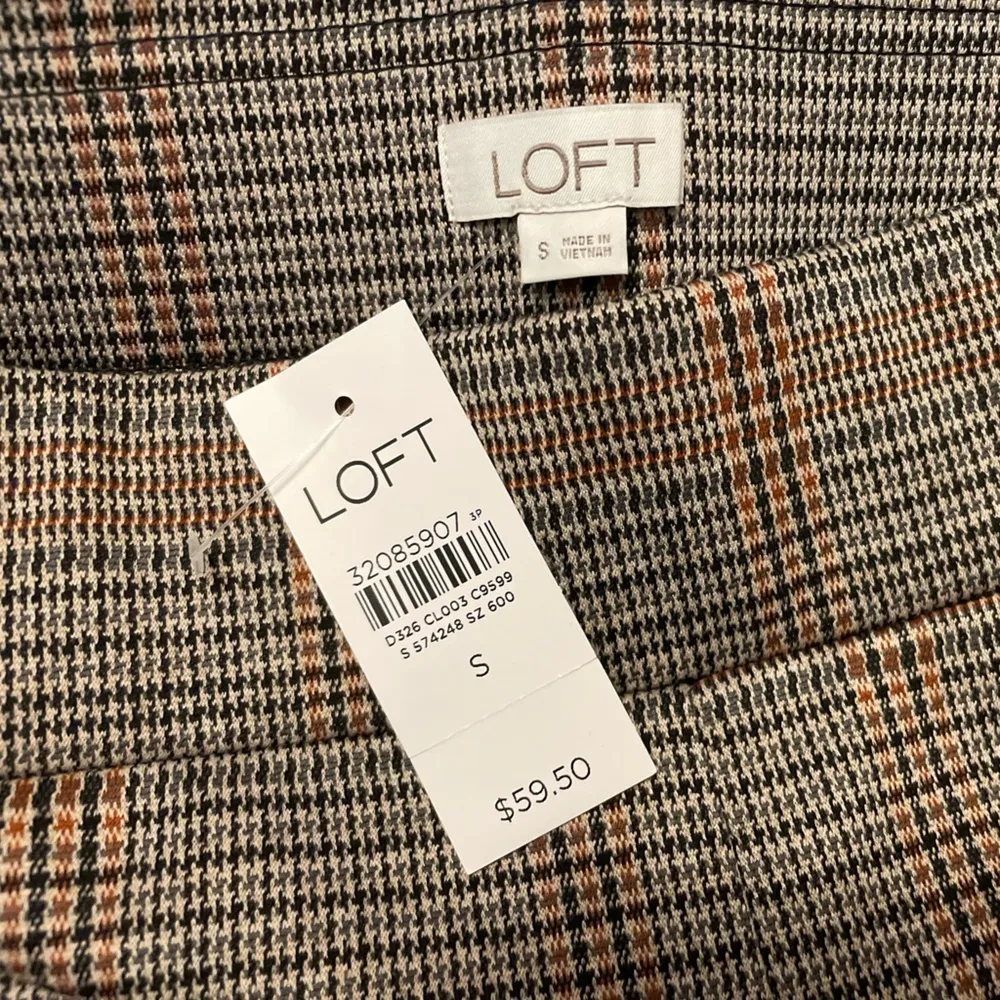 LOFT
S MADE IN
VIETNAM
LOFT
32085907 3P
D326 CL003 C9599
S 574248 SZ 600
S
$59.50